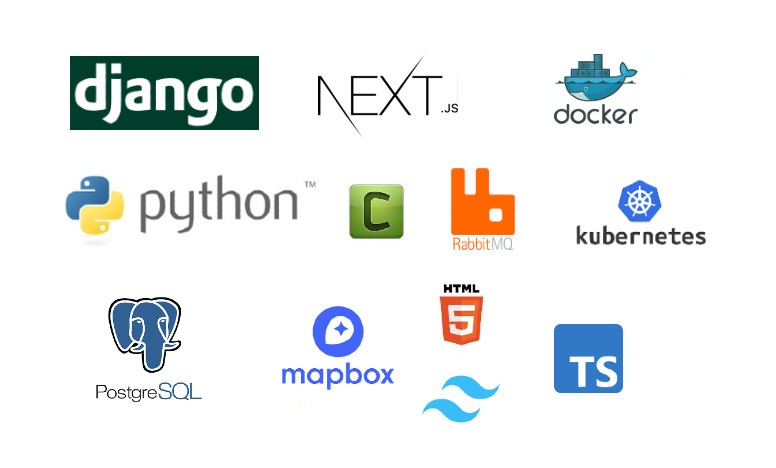 django
NEXT.JS
docker
python™
C
RabbitMQ
kubernetes
HTML
5
PostgreSQL
mapbox
TS